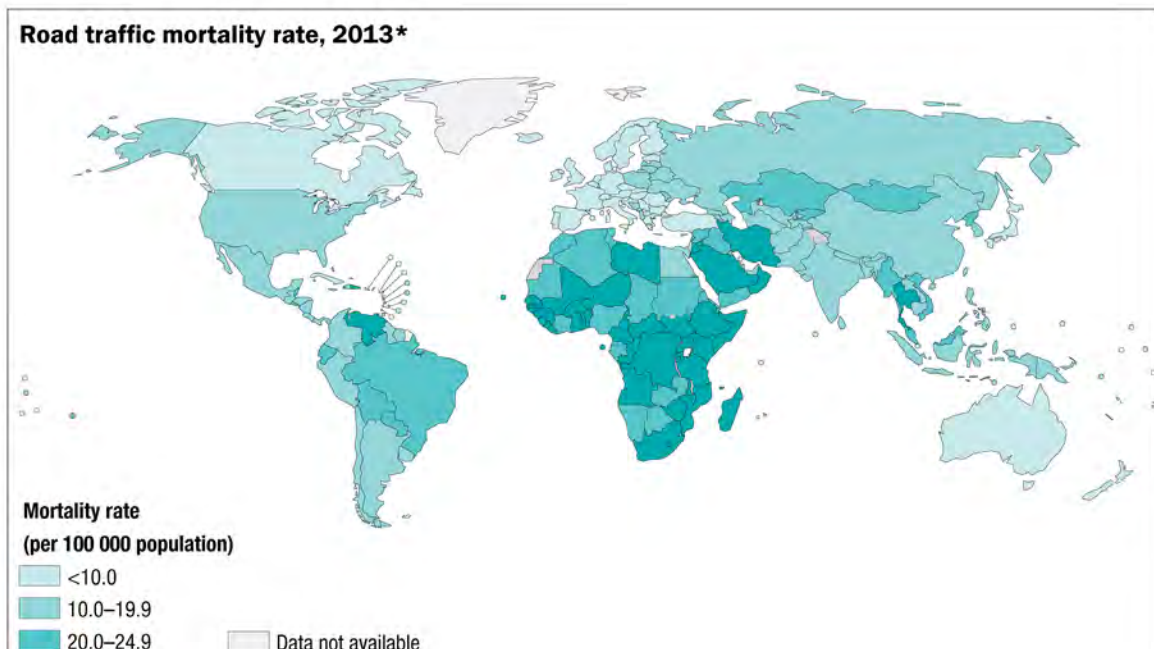 Road traffic mortality rate, 2013*
Mortality rate
(per 100 000 population)
<10.0
10.0–19.9
20.0–24.9
Data not available